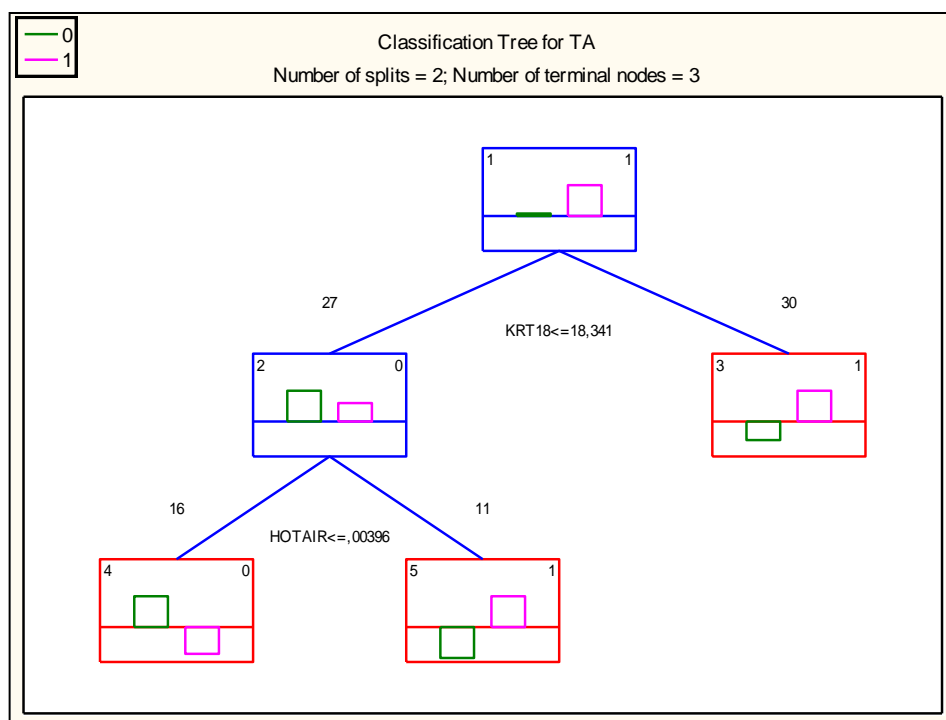 0
1
Classification Tree for TA
Number of splits = 2; Number of terminal nodes = 3
1 1
27 30
KRT18<=18,341
2 0
3 1
16 11
HOTAIR<=,00396
4 0
5 1